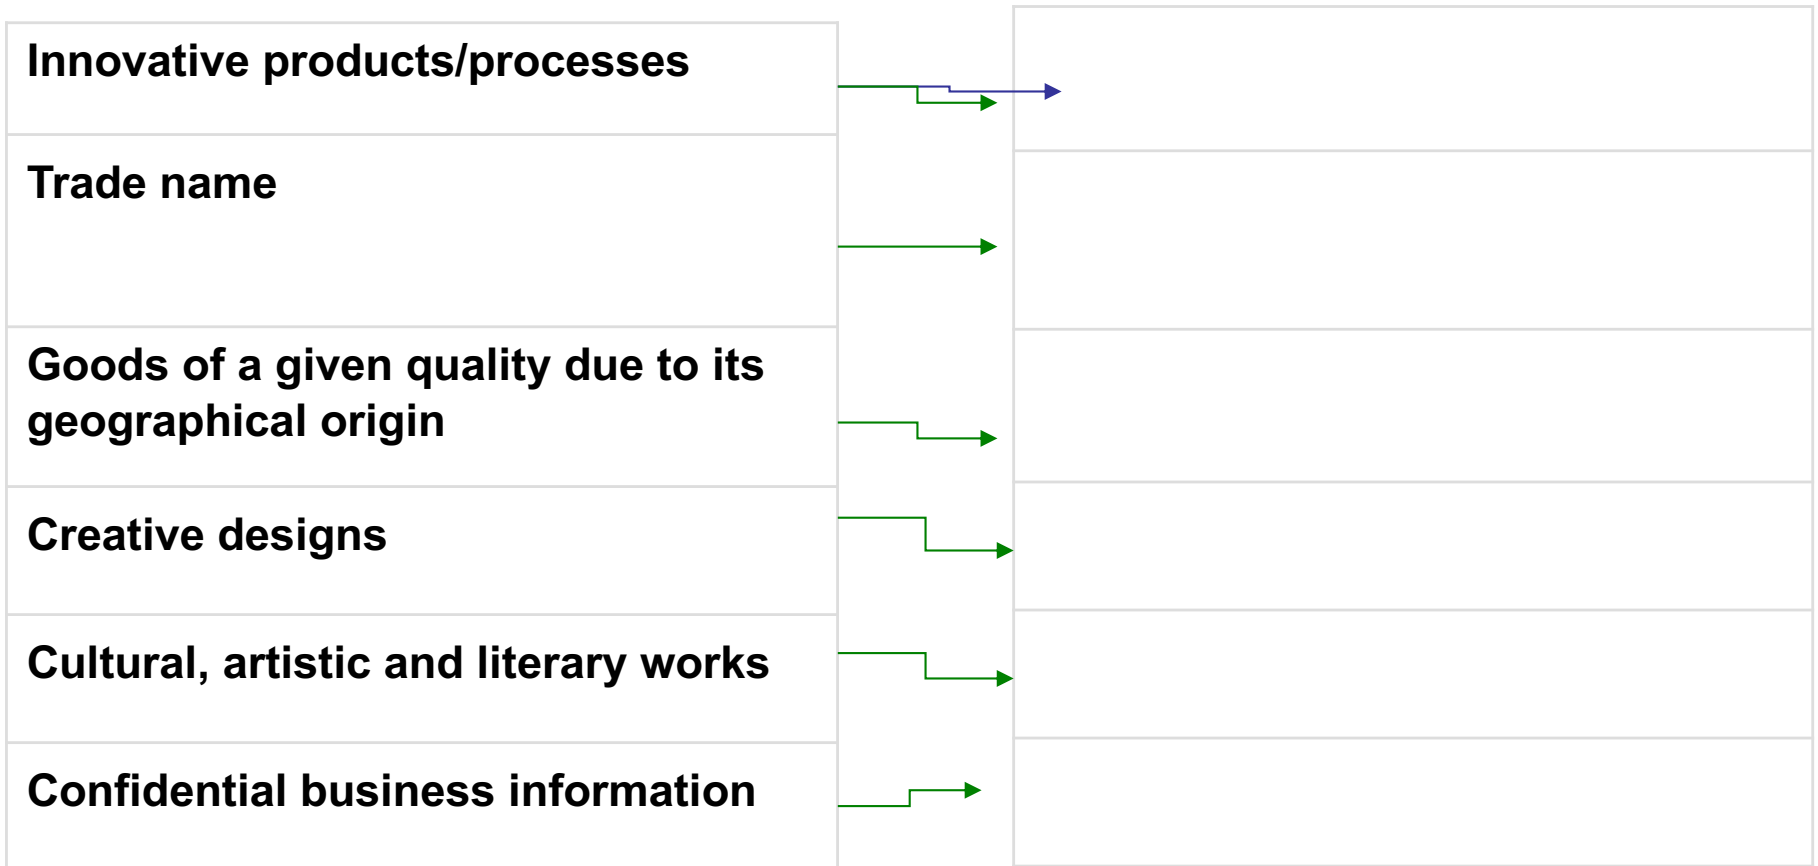 Innovative products/processes
Trade name
Goods of a given quality due to its
geographical origin
Creative designs
Cultural, artistic and literary works
Confidential business information